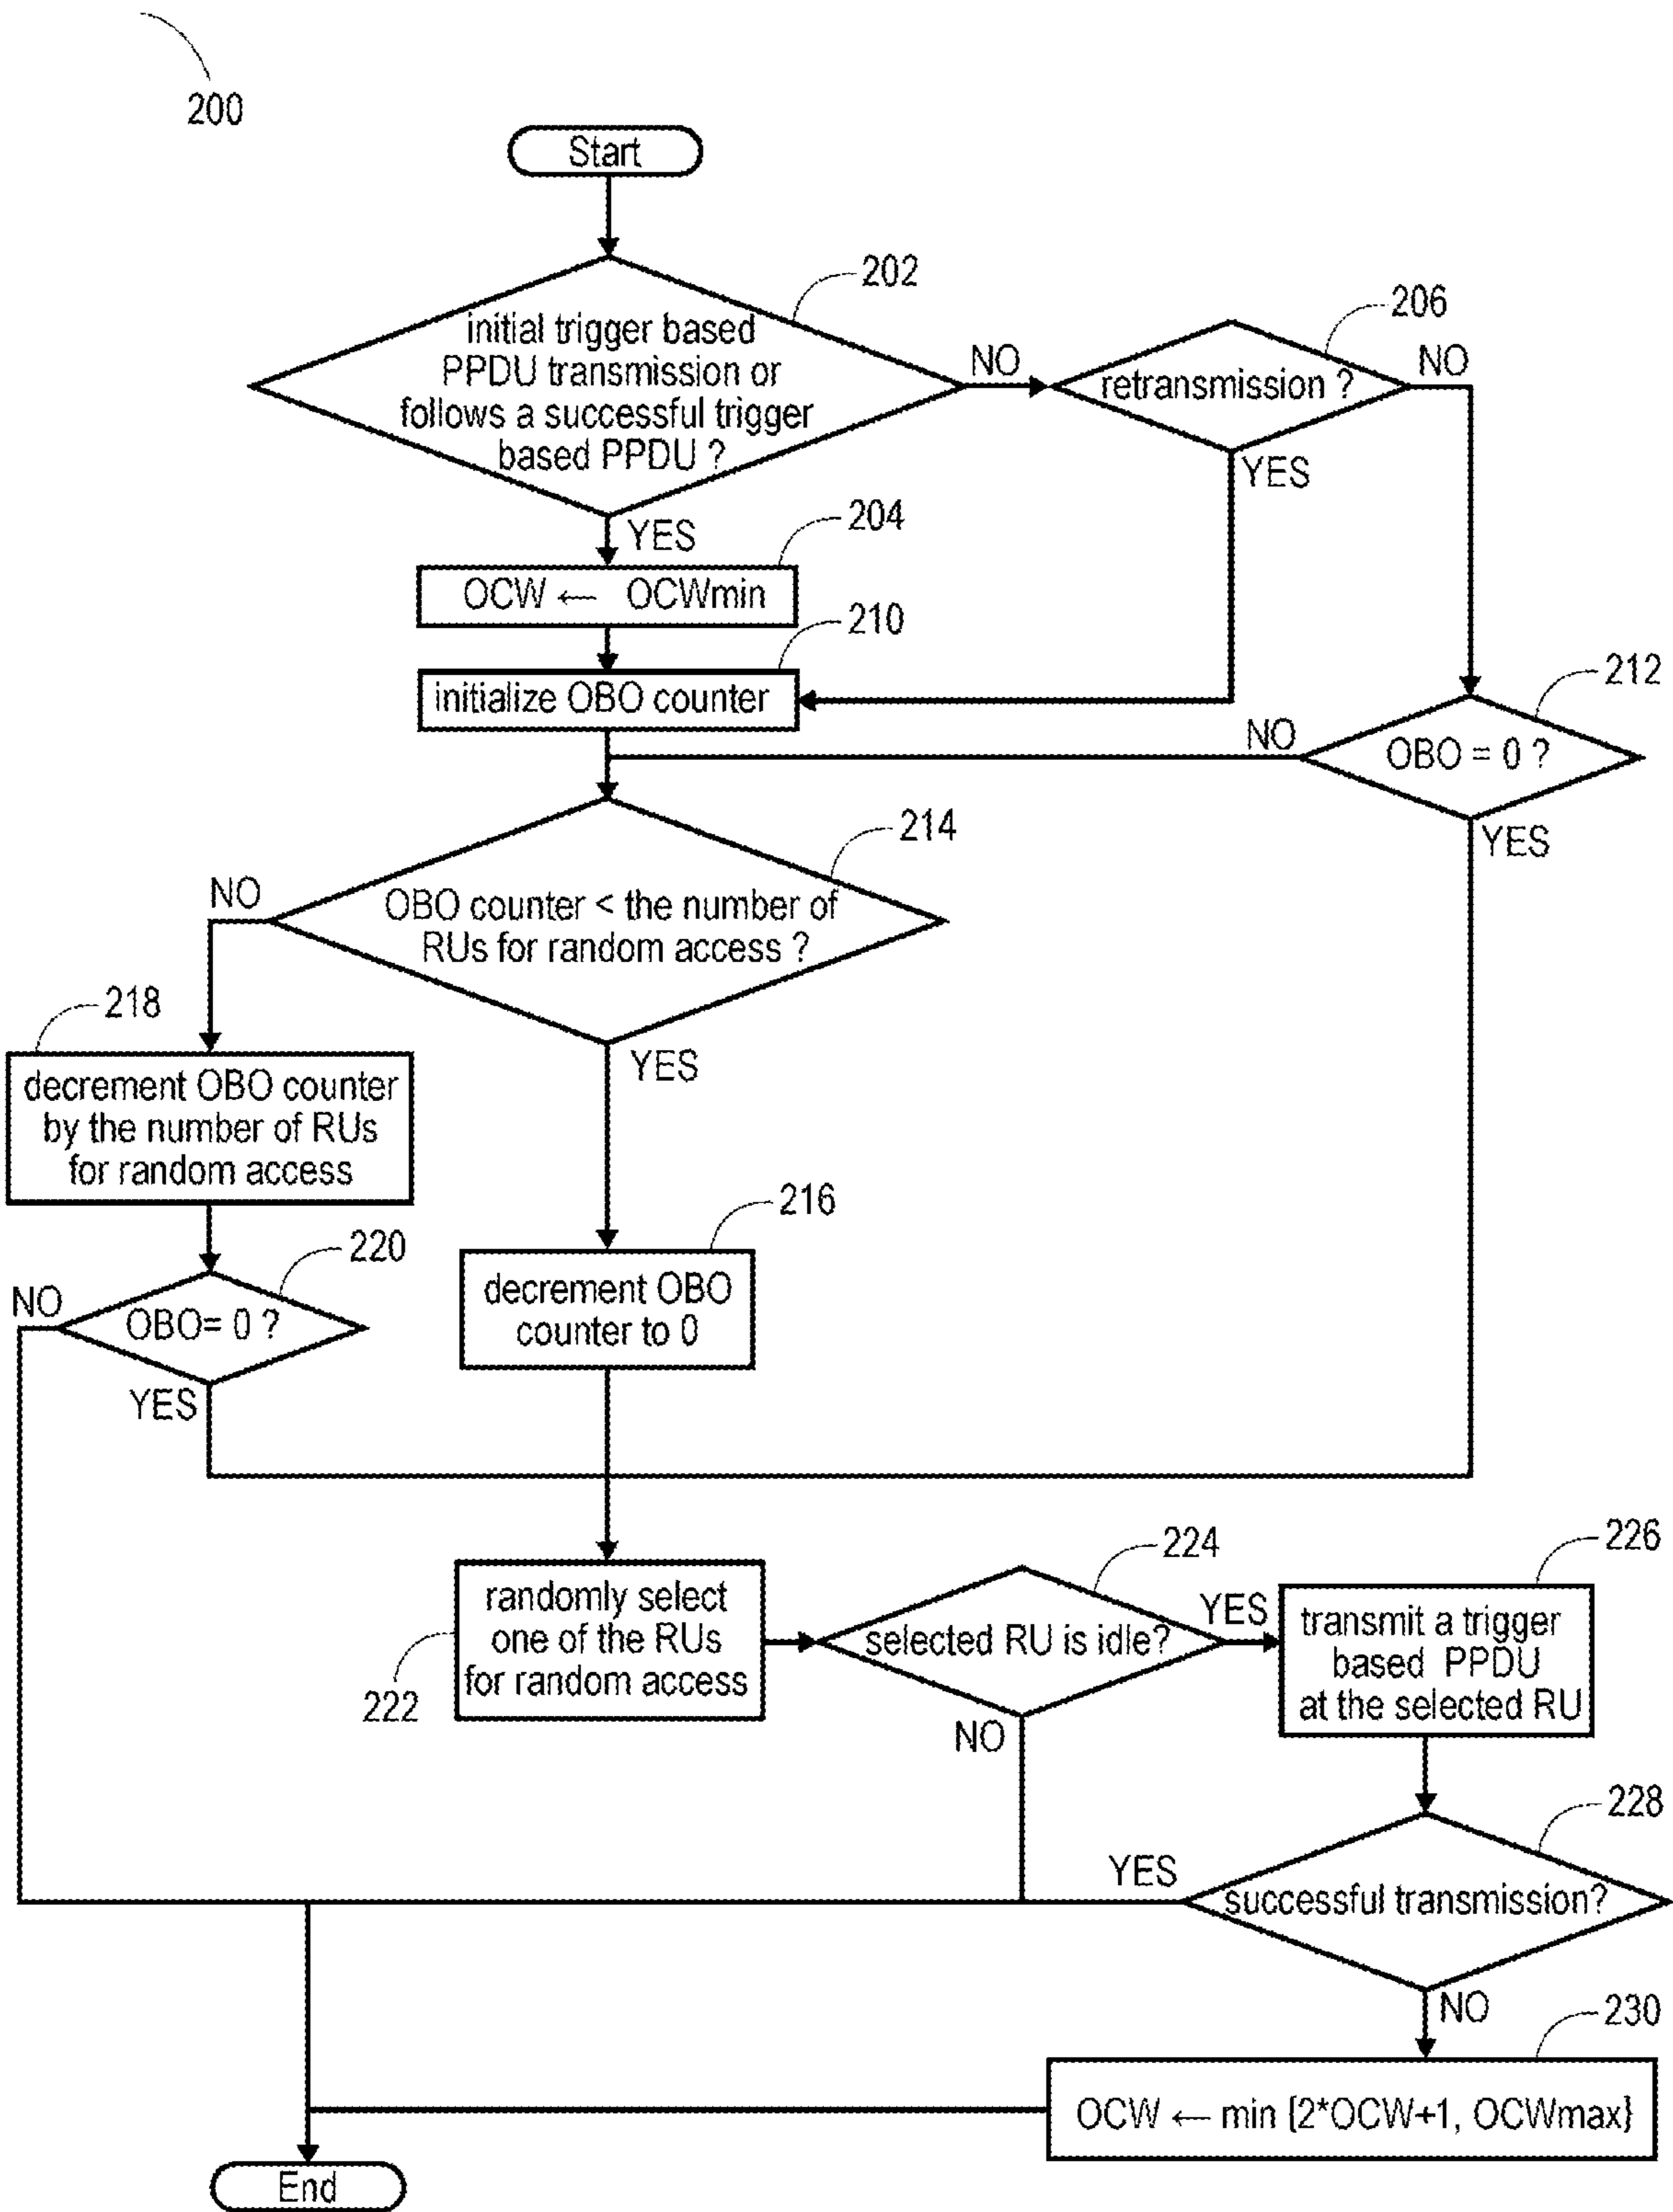 200
Start
202
initial trigger based
PPDU transmission or
follows a successful trigger
based PPDU ?
NO
206
retransmission ?
NO
YES
YES
204
OCW ← OCWmin
210
initialize OBO counter
212
OBO = 0 ?
NO
YES
214
OBO counter < the number of
RUs for random access ?
NO
YES
218
decrement OBO counter
by the number of RUs
for random access
216
decrement OBO
counter to 0
220
OBO= 0 ?
NO
YES
222
randomly select
one of the RUs
for random access
224
selected RU is idle?
YES
NO
226
transmit a trigger
based PPDU
at the selected RU
228
successful transmission?
YES
NO
230
OCW ← min {2*OCW+1, OCWmax}
End